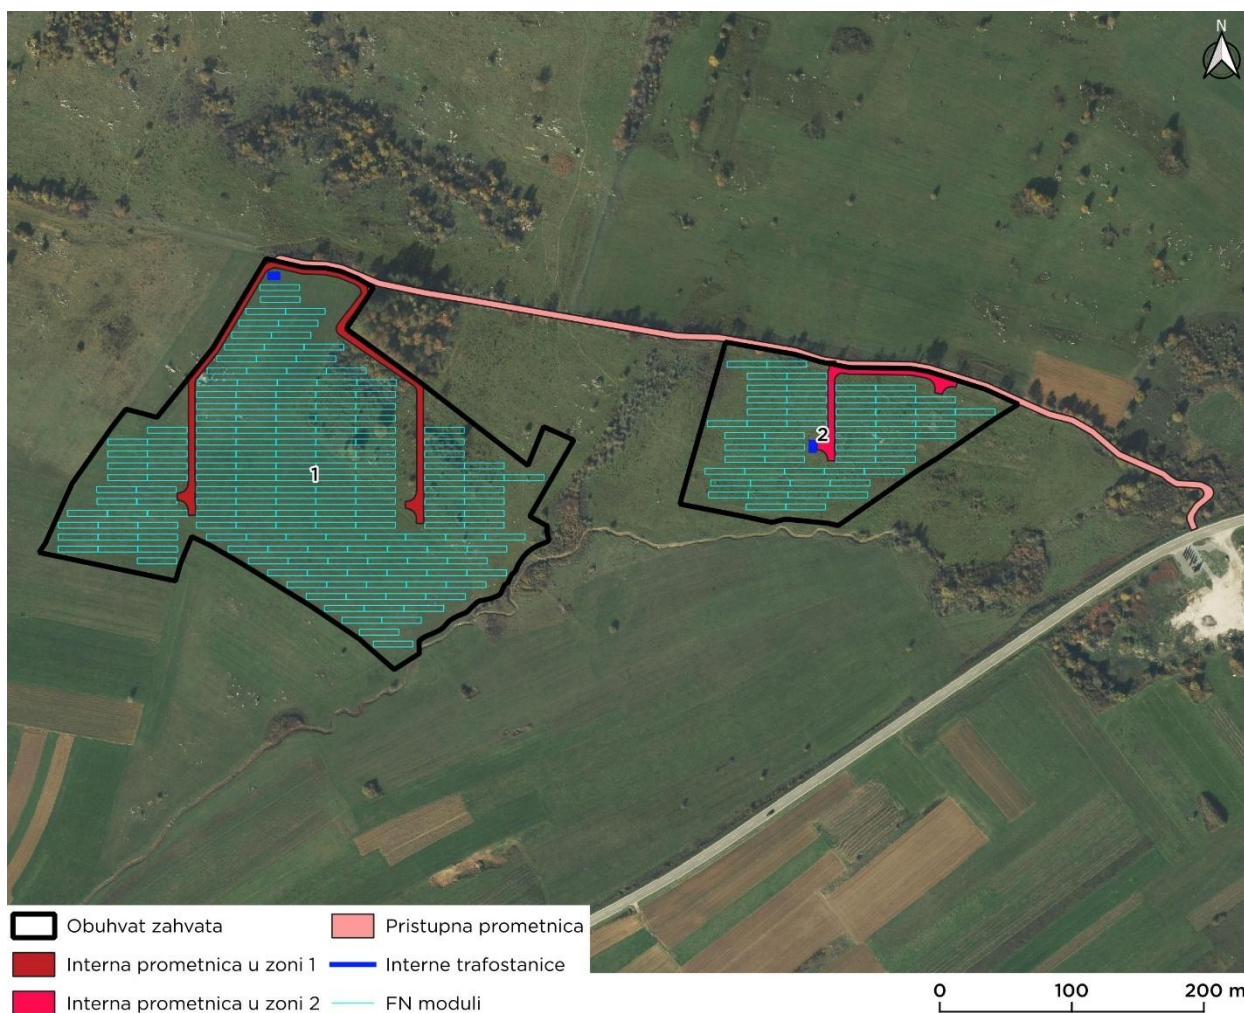 N
1
2
Obuhvat zahvata
Pristupna prometnica
Interna prometnica u zoni 1
Interne trafostanice
Interna prometnica u zoni 2
FN moduli
0 100 200 m